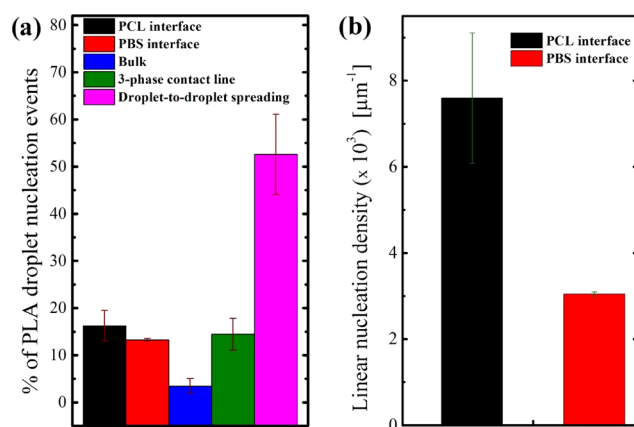 (a)
80
70
60
50
40
30
20
10
0
% of PLA droplet nucleation events
PCL interface
PBS interface
Bulk
3-phase contact line
Droplet-to-droplet spreading
(b)
8
6
4
2
0
Linear nucleation density (x 10³) [µm⁻¹]
PCL interface
PBS interface